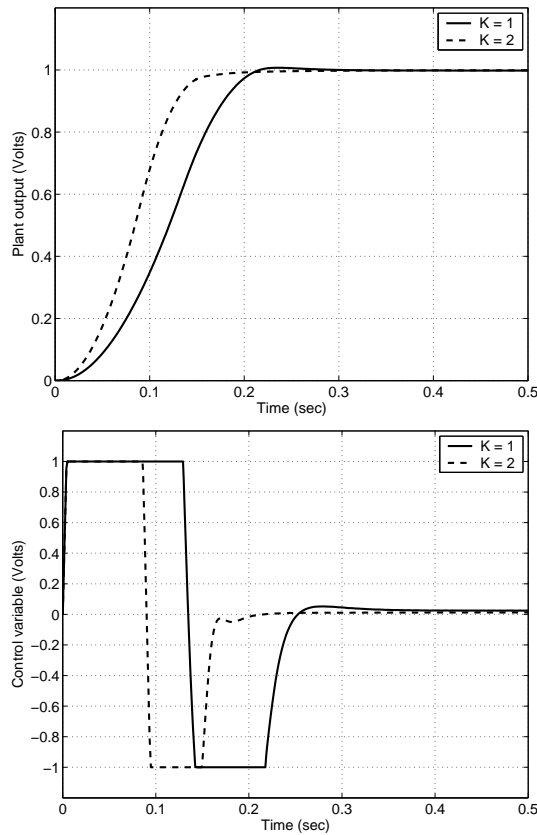 K = 1
K = 2
Plant output (Volts)
1
0.8
0.6
0.4
0.2
0
0 0.1 0.2 0.3 0.4 0.5
Time (sec)
K = 1
K = 2
Control variable (Volts)
1
0.8
0.6
0.4
0.2
0
−0.2
−0.4
−0.6
−0.8
−1
0 0.1 0.2 0.3 0.4 0.5
Time (sec)